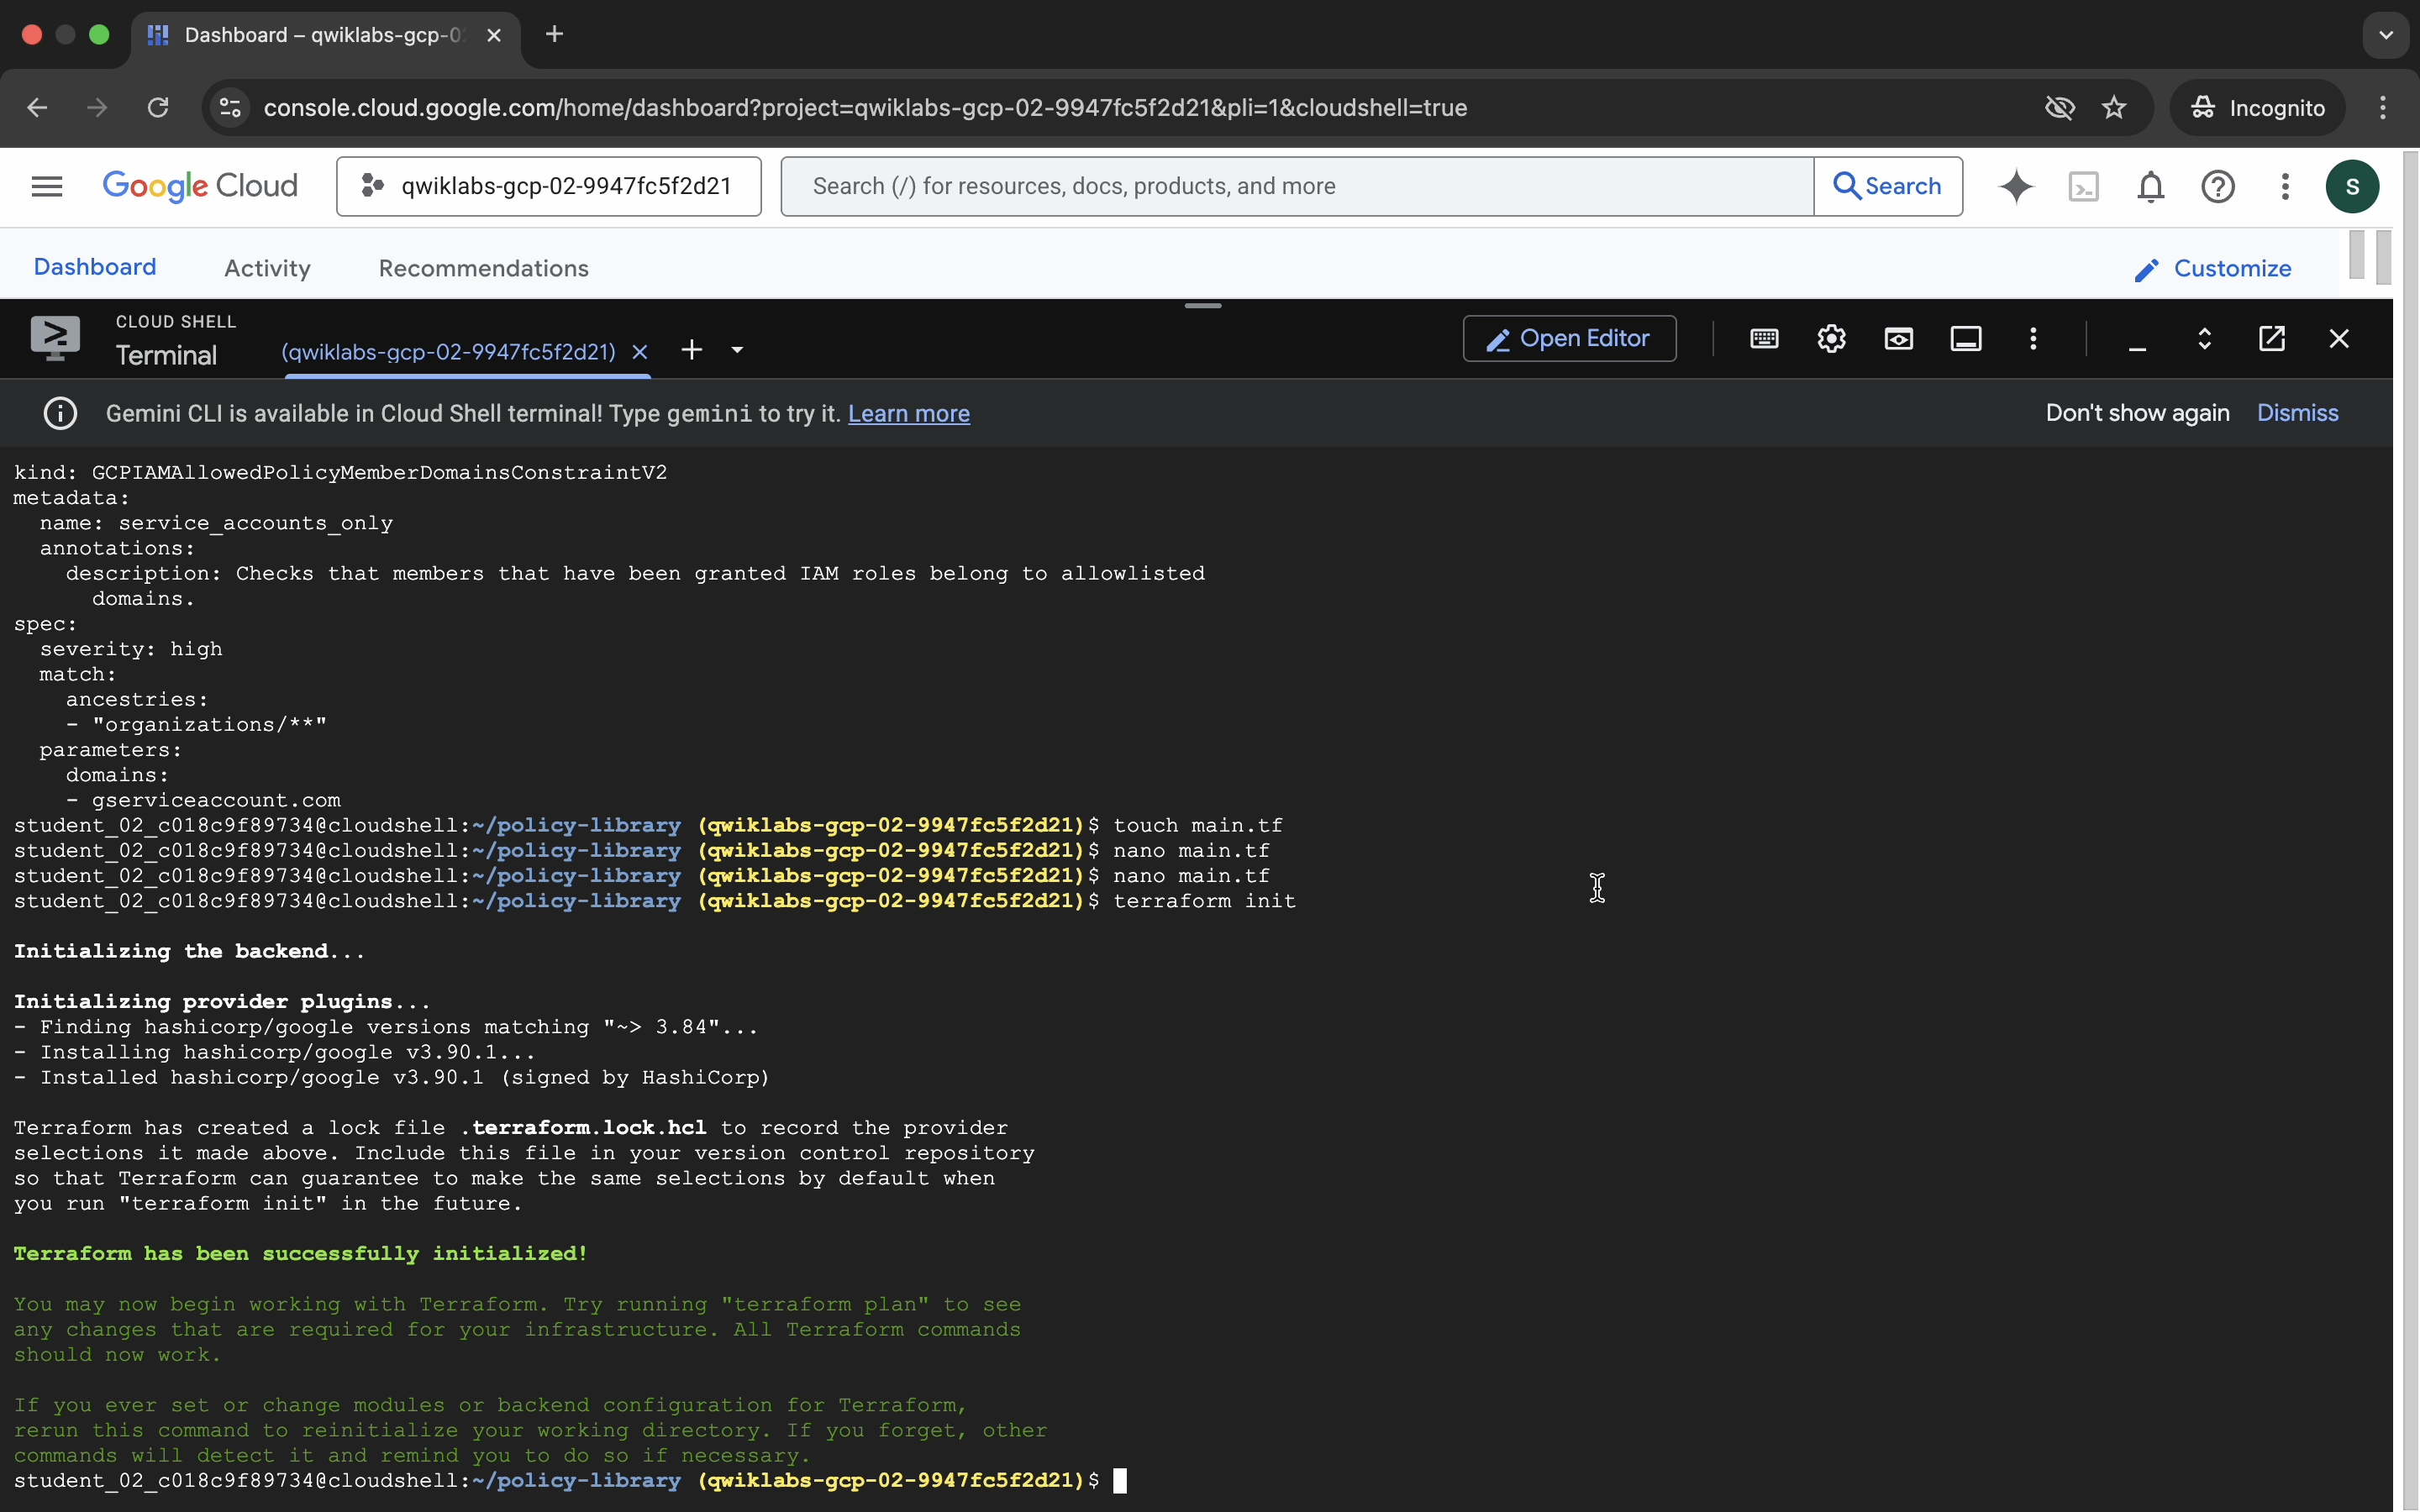 Dashboard – qwiklabs-gcp-02
console.cloud.google.com/home/dashboard?project=qwiklabs-gcp-02-9947fc5f2d21&pli=1&cloudshell=true
Incognito
Google Cloud
qwiklabs-gcp-02-9947fc5f2d21
Search (/) for resources, docs, products, and more
Search
S
Dashboard
Activity
Recommendations
Customize
CLOUD SHELL
Terminal
(qwiklabs-gcp-02-9947fc5f2d21)
Open Editor
Gemini CLI is available in Cloud Shell terminal! Type gemini to try it. Learn more
Don't show again
Dismiss
kind: GCPIAMAllowedPolicyMemberDomainsConstraintV2
metadata:
  name: service_accounts_only
  annotations:
    description: Checks that members that have been granted IAM roles belong to allowlisted
      domains.
spec:
  severity: high
  match:
    ancestries:
    - "organizations/**"
  parameters:
    domains:
    - gserviceaccount.com
student_02_c018c9f89734@cloudshell:~/policy-library (qwiklabs-gcp-02-9947fc5f2d21)$ touch main.tf
student_02_c018c9f89734@cloudshell:~/policy-library (qwiklabs-gcp-02-9947fc5f2d21)$ nano main.tf
student_02_c018c9f89734@cloudshell:~/policy-library (qwiklabs-gcp-02-9947fc5f2d21)$ nano main.tf
student_02_c018c9f89734@cloudshell:~/policy-library (qwiklabs-gcp-02-9947fc5f2d21)$ terraform init
Initializing the backend...
Initializing provider plugins...
- Finding hashicorp/google versions matching "~> 3.84"...
- Installing hashicorp/google v3.90.1...
- Installed hashicorp/google v3.90.1 (signed by HashiCorp)
Terraform has created a lock file .terraform.lock.hcl to record the provider
selections it made above. Include this file in your version control repository
so that Terraform can guarantee to make the same selections by default when
you run "terraform init" in the future.
Terraform has been successfully initialized!
You may now begin working with Terraform. Try running "terraform plan" to see
any changes that are required for your infrastructure. All Terraform commands
should now work.
If you ever set or change modules or backend configuration for Terraform,
rerun this command to reinitialize your working directory. If you forget, other
commands will detect it and remind you to do so if necessary.
student_02_c018c9f89734@cloudshell:~/policy-library (qwiklabs-gcp-02-9947fc5f2d21)$